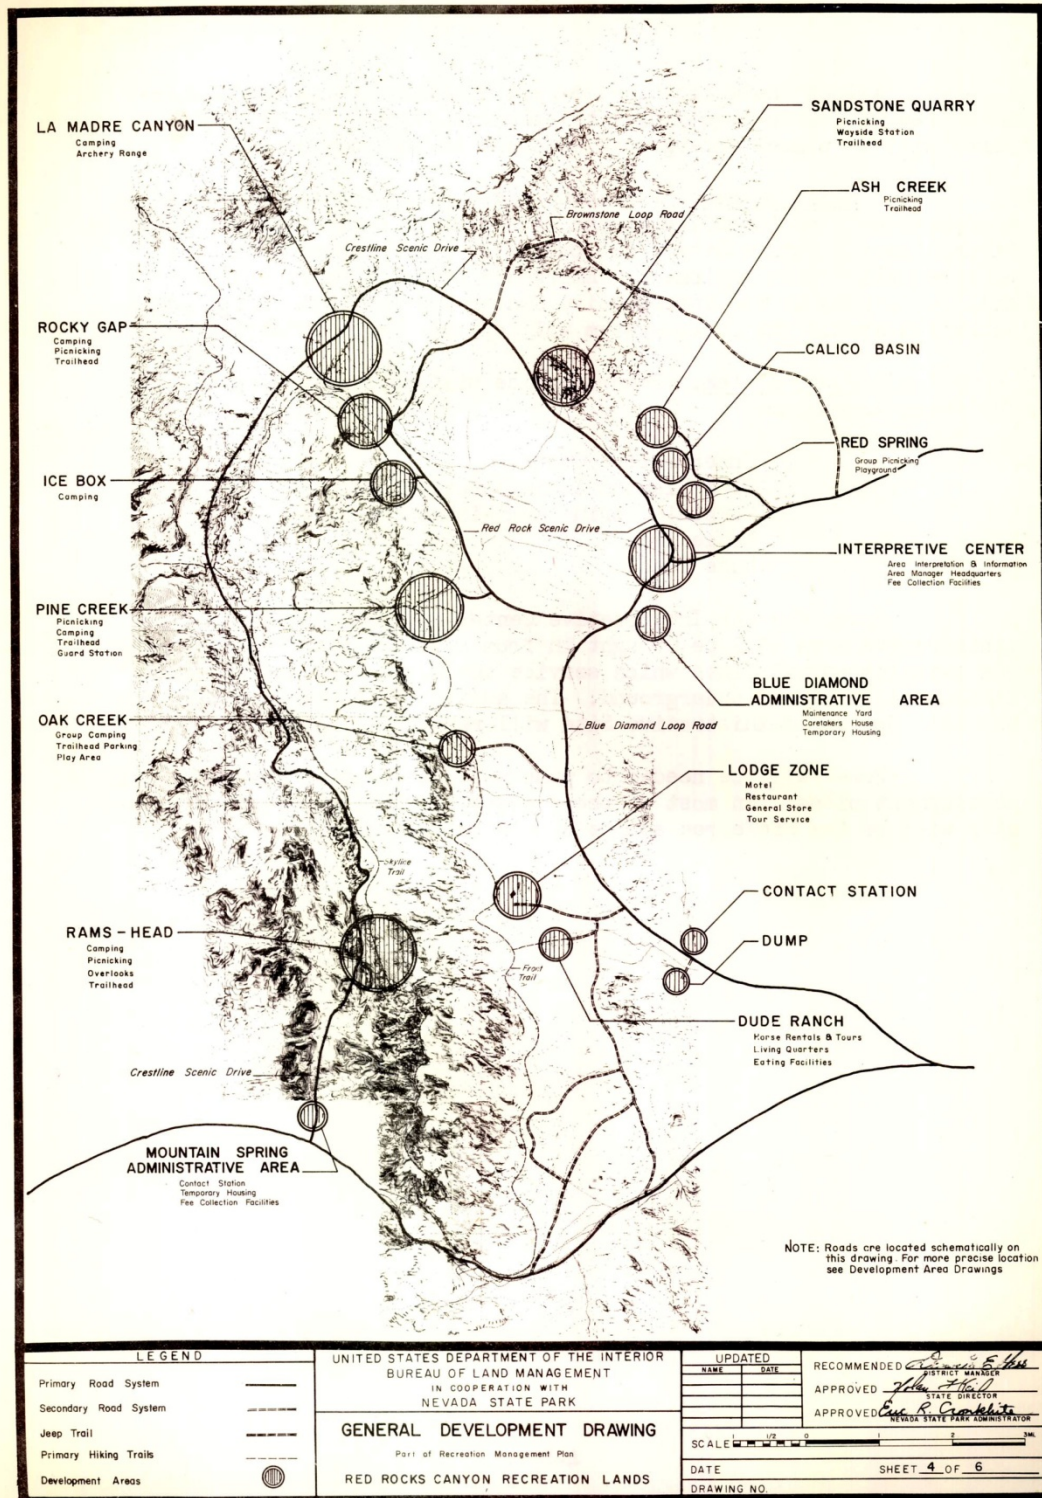 LA MADRE CANYON
Camping
Archery Range
SANDSTONE QUARRY
Picnicking
Wayside Station
Trailhead
ASH CREEK
Picnicking
Trailhead
Brownstone Loop Road
Crestline Scenic Drive
ROCKY GAP
Camping
Picnicking
Trailhead
CALICO BASIN
RED SPRING
Group Picnicking
Playground
ICE BOX
Camping
Red Rock Scenic Drive
INTERPRETIVE CENTER
Area Interpretation & Information
Area Manager Headquarters
Fee Collection Facilities
PINE CREEK
Picnicking
Camping
Trailhead
Guard Station
BLUE DIAMOND
ADMINISTRATIVE AREA
Maintenance Yard
Caretakers House
Temporary Housing
OAK CREEK
Group Camping
Trailhead Parking
Play Area
Blue Diamond Loop Road
LODGE ZONE
Motel
Restaurant
General Store
Tour Service
Skyline
Trail
CONTACT STATION
RAMS-HEAD
Camping
Picnicking
Overlooks
Trailhead
DUMP
Front
Trail
DUDE RANCH
Horse Rentals & Tours
Living Quarters
Eating Facilities
Crestline Scenic Drive
MOUNTAIN SPRING
ADMINISTRATIVE AREA
Contact Station
Temporary Housing
Fee Collection Facilities
NOTE: Roads are located schematically on
this drawing. For more precise location
see Development Area Drawings
LEGEND
Primary Road System
Secondary Road System
Jeep Trail
Primary Hiking Trails
Development Areas
UNITED STATES DEPARTMENT OF THE INTERIOR
BUREAU OF LAND MANAGEMENT
IN COOPERATION WITH
NEVADA STATE PARK
GENERAL DEVELOPMENT DRAWING
Part of Recreation Management Plan
RED ROCKS CANYON RECREATION LANDS
UPDATED
NAME DATE
RECOMMENDED
DISTRICT MANAGER
APPROVED
STATE DIRECTOR
APPROVED Eric R. Cronkhite
NEVADA STATE PARK ADMINISTRATOR
SCALE 1 1/2 0 1 2 3MI.
DATE
SHEET 4 OF 6
DRAWING NO.